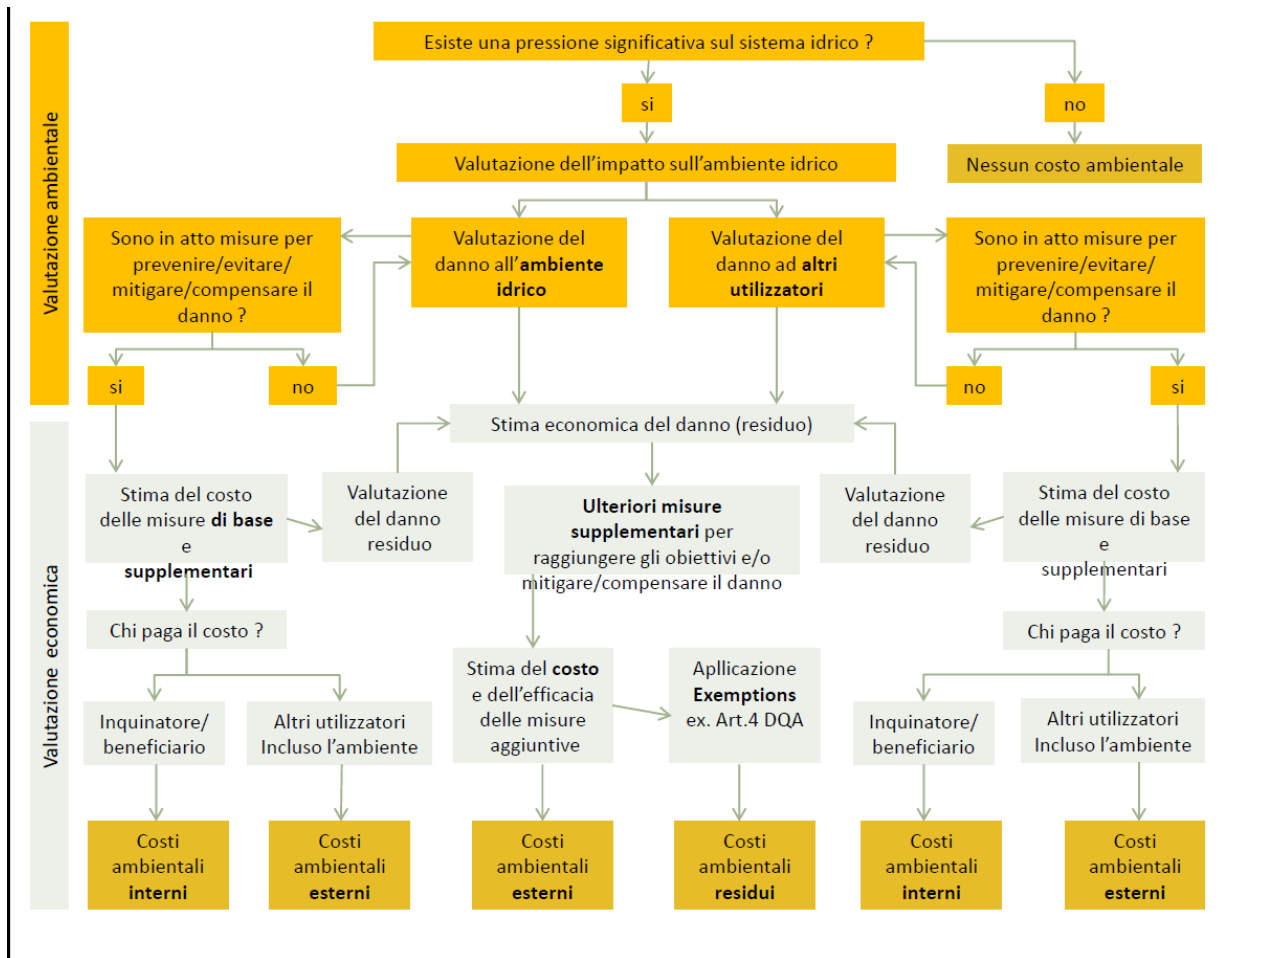 Esiste una pressione significativa sul sistema idrico ?
si
no
Valutazione dell'impatto sull'ambiente idrico
Nessun costo ambientale
Valutazione ambientale
Sono in atto misure per
prevenire/evitare/
mitigare/compensare il
danno ?
Valutazione del
danno all'ambiente
idrico
Valutazione del
danno ad altri
utilizzatori
Sono in atto misure per
prevenire/evitare/
mitigare/compensare il
danno ?
si
no
no
si
Stima economica del danno (residuo)
Valutazione economica
Stima del costo
delle misure di base
e
supplementari
Valutazione
del danno
residuo
Ulteriori misure
supplementari per
raggiungere gli obiettivi e/o
mitigare/compensare il danno
Valutazione
del danno
residuo
Stima del costo
delle misure di base
e
supplementari
Chi paga il costo ?
Chi paga il costo ?
Stima del costo
e dell'efficacia
delle misure
aggiuntive
Apllicazione
Exemptions
ex. Art.4 DQA
Inquinatore/
beneficiario
Altri utilizzatori
Incluso l'ambiente
Inquinatore/
beneficiario
Altri utilizzatori
Incluso l'ambiente
Costi
ambientali
interni
Costi
ambientali
esterni
Costi
ambientali
esterni
Costi
ambientali
residui
Costi
ambientali
interni
Costi
ambientali
esterni